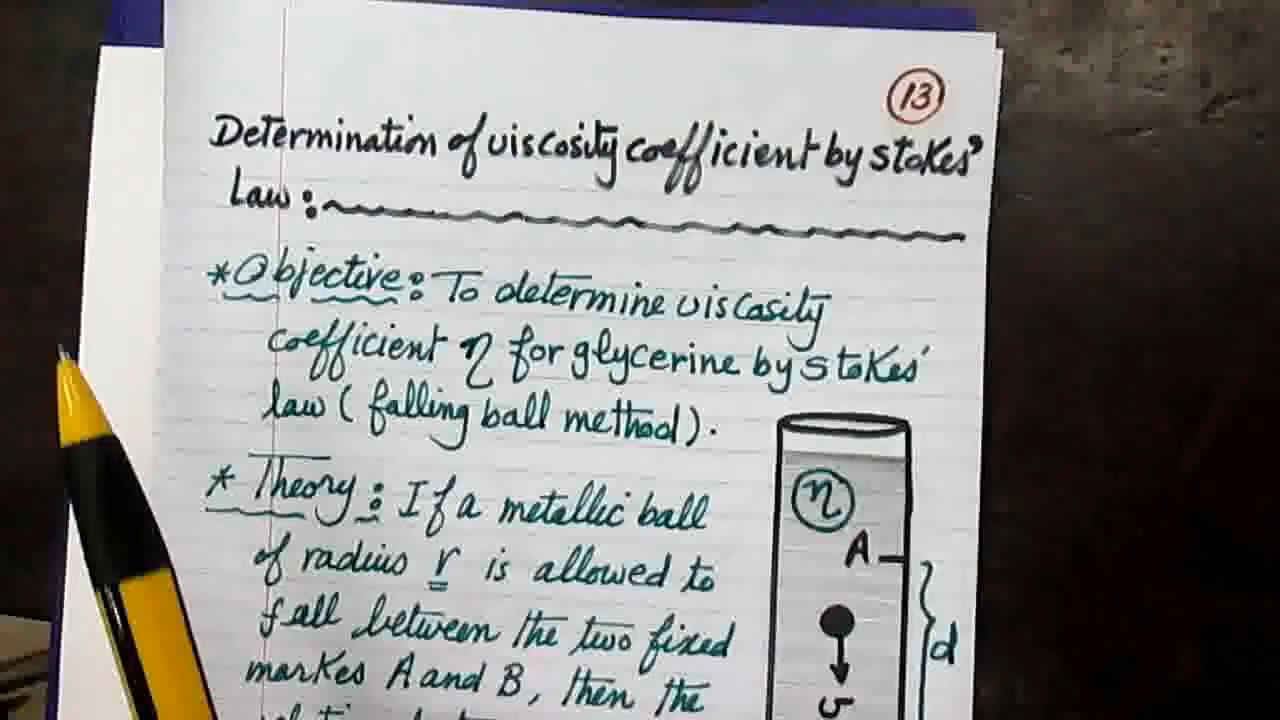 13
Determination of viscosity coefficient by stokes'
Law:
*Objective: To determine viscasity
coefficient η for glycerine by stokes'
law (falling ball method).
* Theory: If a metallic ball
of radius r is allowed to
fall between the two fixed
markes A and B, then the
η
A
d
υ